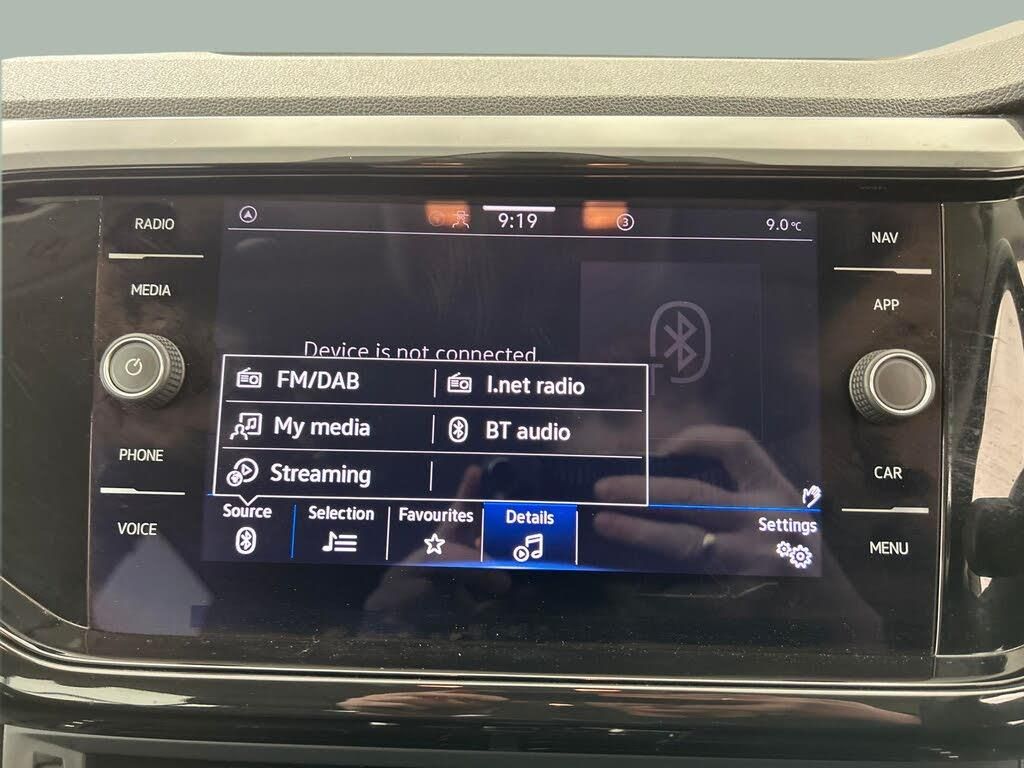 RADIO
MEDIA
PHONE
VOICE
9:19
3
9.0°C
Device is not connected.
FM/DAB
I.net radio
My media
BT audio
Streaming
Source
Selection
Favourites
Details
Settings
NAV
APP
CAR
MENU